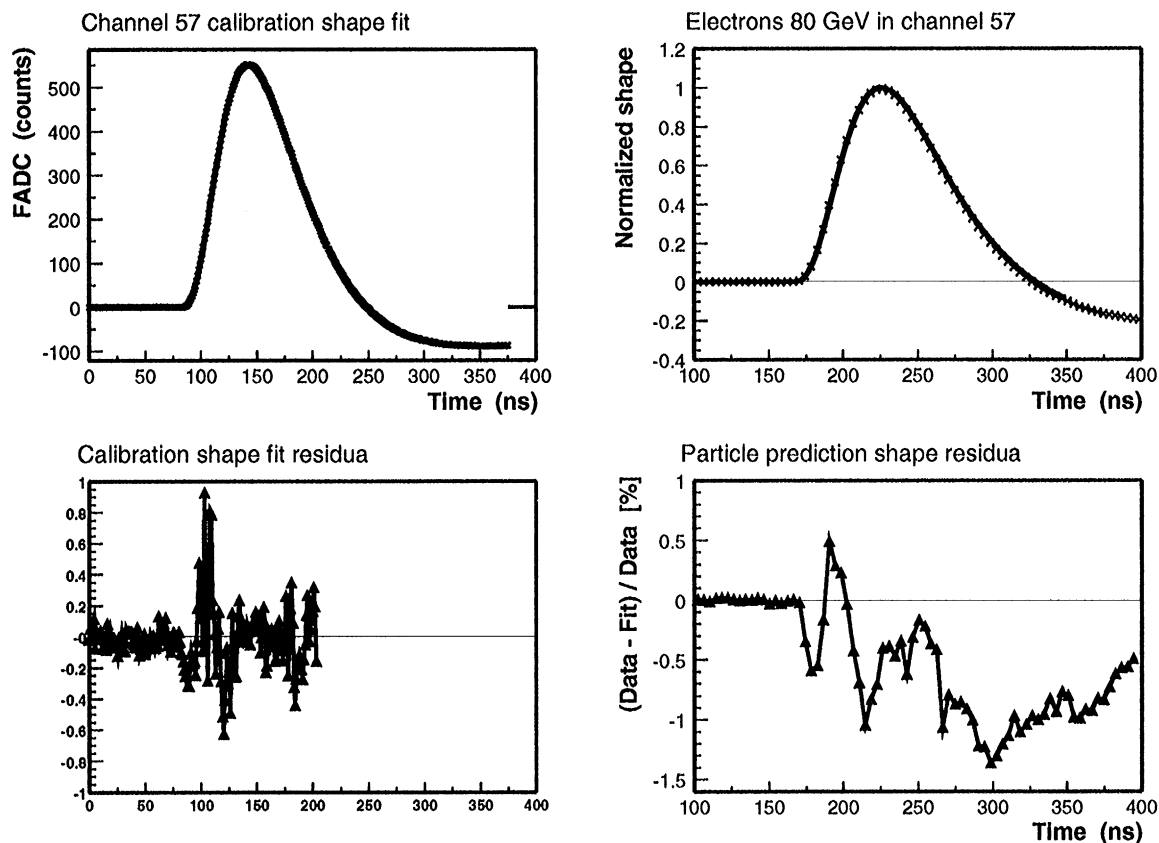 Channel 57 calibration shape fit
FADC (counts)
500
400
300
200
100
0
-100
0 50 100 150 200 250 300 350 400
Time (ns)
Electrons 80 GeV in channel 57
Normalized shape
1.2
1
0.8
0.6
0.4
0.2
0
-0.2
-0.4
100 150 200 250 300 350 400
Time (ns)
Calibration shape fit residua
1
0.8
0.6
0.4
0.2
-0
-0.2
-0.4
-0.6
-0.8
-1
0 50 100 150 200 250 300 350 400
Particle prediction shape residua
(Data - Fit) / Data [%]
1
0.5
0
-0.5
-1
-1.5
100 150 200 250 300 350 400
Time (ns)